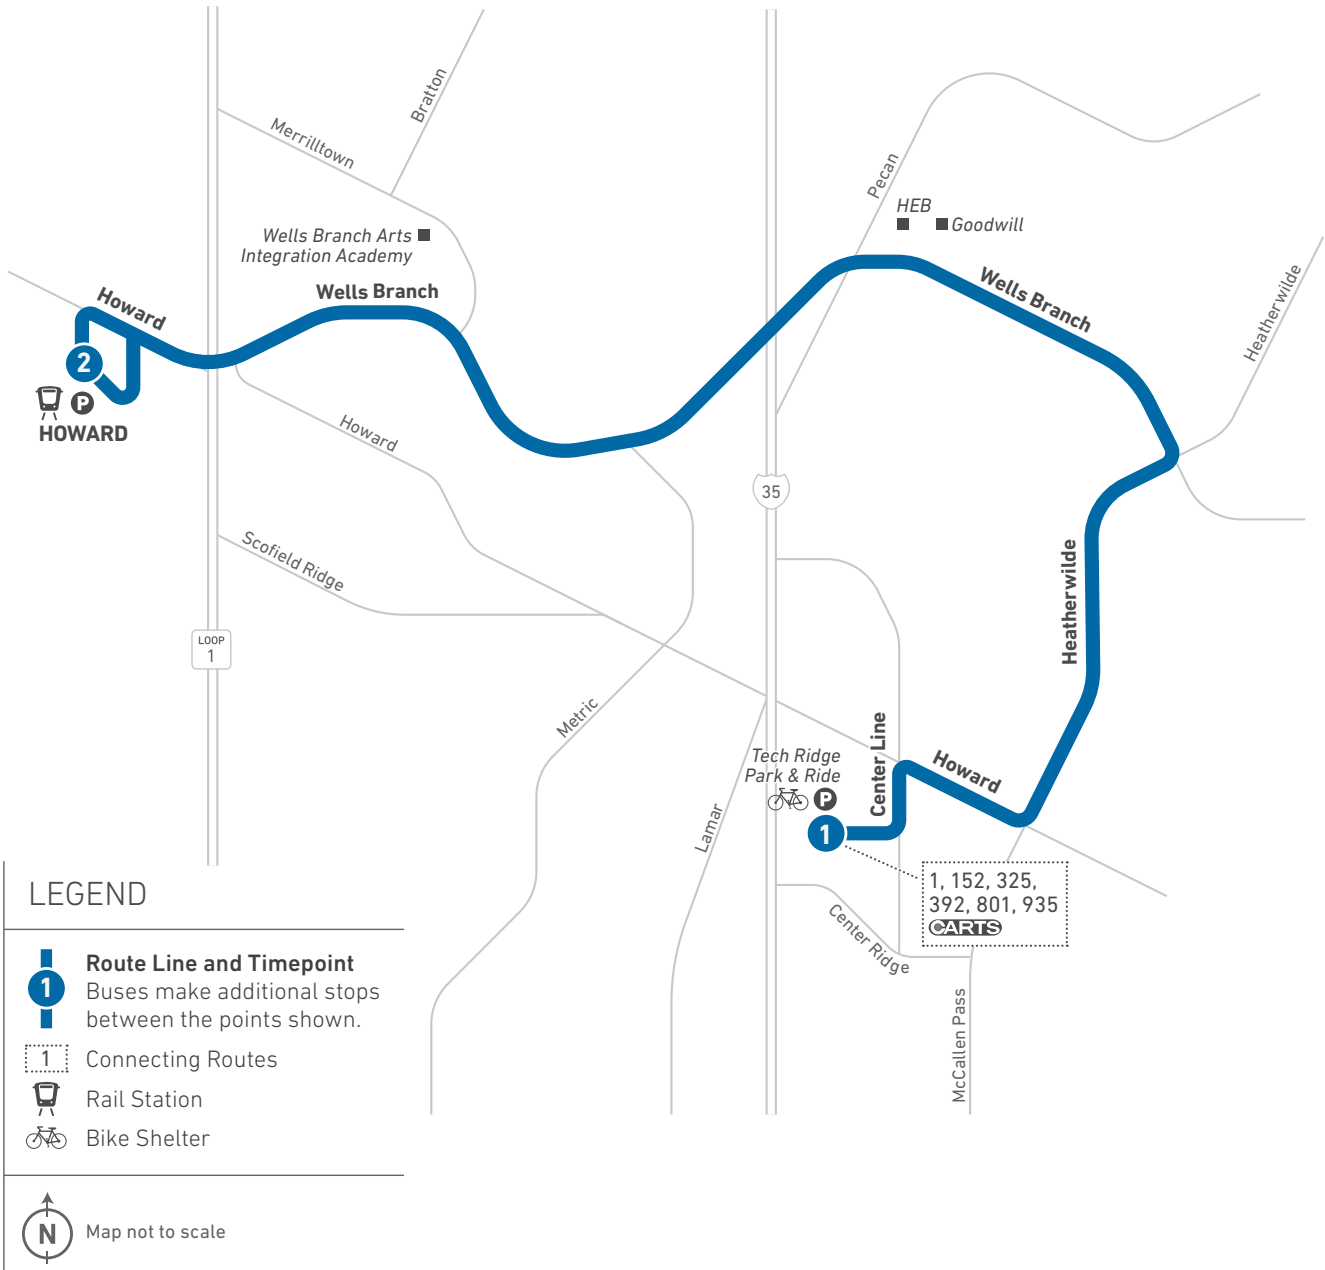 Bratton
Merrilltown
Pecan
HEB
Goodwill
Wells Branch Arts
Integration Academy
Wells Branch
Wells Branch
Heatherwilde
Howard
2
P
HOWARD
Howard
35
Scofield Ridge
Heatherwilde
LOOP
1
Metric
Center Line
Tech Ridge
Park & Ride
Howard
P
Lamar
1
1, 152, 325,
392, 801, 935
CARTS
Center Ridge
McCallen Pass
LEGEND
Route Line and Timepoint
1
Buses make additional stops
between the points shown.
1 Connecting Routes
Rail Station
Bike Shelter
N Map not to scale